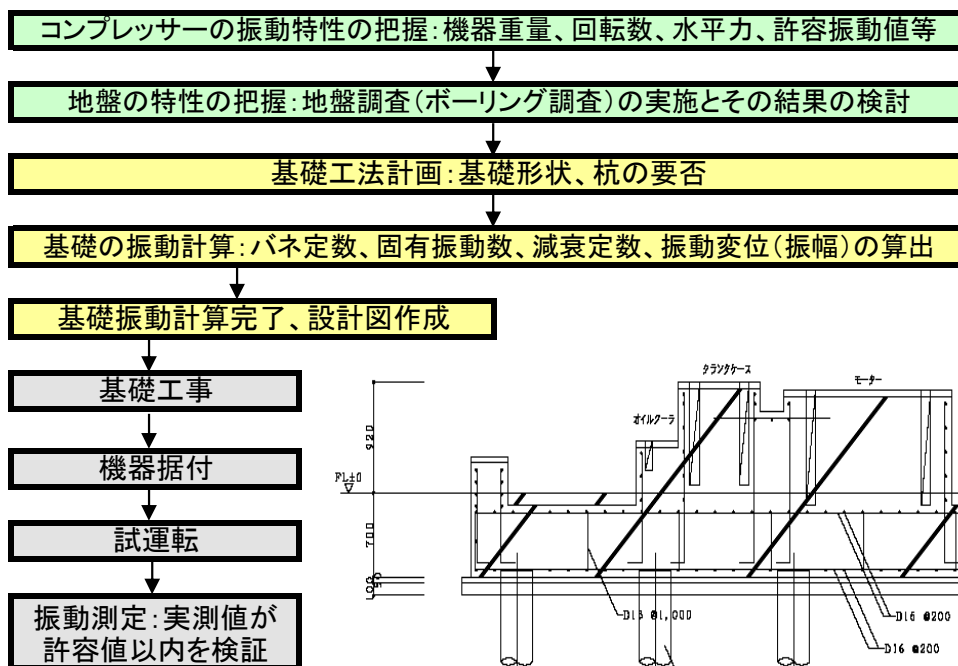 コンプレッサーの振動特性の把握:機器重量、回転数、水平力、許容振動値等
地盤の特性の把握:地盤調査(ボーリング調査)の実施とその結果の検討
基礎工法計画:基礎形状、杭の要否
基礎の振動計算:バネ定数、固有振動数、減衰定数、振動変位(振幅)の算出
基礎振動計算完了、設計図作成
基礎工事
機器据付
試運転
振動測定:実測値が
許容値以内を検証
クランクケース
モーター
オイルクーラ
920
FL±0
700
100
50
D13 @1,000
D16 @200
D16 @200